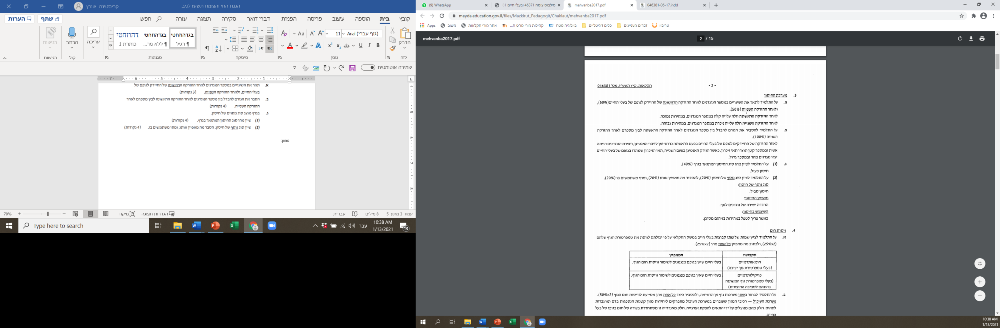 הגנת החי והצומח תשעז לניב
קריסטינה שורץ
קובץ בית הוספה עיצוב פריסה הפניות דברי דואר סקירה תצוגה עזרה חפש
שתף הערות
הדבק
לוח
Arial (גוף עברי) 11
גופן
פיסקה
בגדהוזחטי בגדהוזחטי
¶ רגיל ¶ ללא מר... כותרת 1
סגנונות
עריכה
הכתב
קול
רגישות
רגישות
שמירה אוטומטית
א. תאר את השינויים במספר הנוגדנים לאחר ההזרקה הראשונה של החיידק לגופם של
בעלי החיים, ולאחר ההזרקה השנייה. (3 נקודות)
ב. הסבר את הגורם להבדל בין מספר הנוגדנים לאחר ההזרקה הראשונה לבין מספרם לאחר
ההזרקה השנייה. (4 נקודות)
ג. בגרף מוצג סוג מסוים של חיסון.
(1) ציין מהו סוג החיסון המתואר בגרף. (4 נקודות)
(2) ציין סוג נוסף של חיסון. הסבר מה מאפיין אותו, ומתי משתמשים בו. (4 נקודות)
מחוון:
עמוד 3 מתוך 5 8 מילים עברית
הגדרות תצוגה מיקוד
70%
Type here to search
עבר
10:38 AM
1/13/2021
13
(9) WhatsApp
סילבוס צומח 46371 ובעלי חיים
mehvanba2017.pdf
046381-06-17.indd
meyda.education.gov.il/files/Mazkirut_Pedagogit/Chaklaut/mehvanba2017.pdf
Apps משוב אתר מורי חקלאות קהילות מורי מו"ט ח... ביולוגיה מטח כלים דיגיטליים דברים מעניינים טריביו
mehvanba2017.pdf
2 / 15
חקלאות, קיץ תשע"ז, מס' 046381
- 2 -
3. מערכת החיסון
א. על התלמיד לתאר את השינויים במספר הנוגדנים לאחר ההזרקה הראשונה של החיידק לגופם של בעלי החיים(50%),
ולאחר ההזרקה השנייה (50%).
לאחר ההזרקה הראשונה חלה עלייה קלה במספר הנוגדנים, במהירות נמוכה.
לאחר ההזרקה השנייה חלה עלייה ניכרת במספר הנוגדנים, במהירות גבוהה.
ב. על התלמיד להסביר את הגורם להבדל בין מספר הנוגדנים לאחר ההזרקה הראשונה לבין מספרם לאחר ההזרקה
השנייה (100%).
לאחר ההזרקה של החיידקים לגופם של בעלי החיים בפעם הראשונה נדרש זמן לזיהוי האנטיגן, ויצירת הנוגדנים הייתה
אטית ובמספר קטן ונוצרו תאי זיכרון. כאשר הוזרק האנטיגן בפעם השנייה, תאי הזיכרון שנותרו בגופם של בעלי החיים
יצרו נוגדנים מהר ובמספר גדול.
ג. (1) על התלמיד לציין מהו סוג החיסון המתואר בגרף (40%).
חיסון פעיל.
(2) על התלמיד לציין סוג נוסף של חיסון (20%), להסביר מה מאפיין אותו (20%), ומתי משתמשים בו (20%).
סוג נוסף של חיסון:
חיסון סביל.
מאפיין החיסון:
החדרה ישירה של נוגדנים לגוף.
השימוש בחיסון:
כאשר צריך לטפל במהירות בזיהום מסוכן.
4. ויסות חום
א. על התלמיד לציין שמות של שתי קבוצות בעלי חיים במשק החקלאי על פי יכולתם לווסת את טמפרטורת הגוף שלהם
(25%x2), ולכתוב מה מאפיין כל אחת מהן (25%x2).
הקבוצה המאפיין
הומאותרמיים בעלי חיים שיש בגופם מנגנונים לשימור וויסות חום הגוף.
(בעלי טמפרטורת גוף יציבה)
פויקילותרמיים בעלי חיים שאין בגופם מנגנונים לשימור וויסות חום הגוף.
(בעלי טמפרטורת גוף המשתנה
בהתאם לסביבה החיצונית)
ב. על התלמיד לבחור בשתי מערכות גוף מן הרשימה, ולהסביר כיצד כל אחת מהן מסייעת לוויסות חום הגוף (50%x2).
מערכת העיכול — רכיבי המזון שעוברים במערכת העיכול מתפרקים ליחידות מזון קטנות הנספגות בדם ומועברות
לתאים. חלק מהם מנוצלים על ידי התאים להפקת אנרגייה. חלק מאנרגייה זו משתחררת בצורה של חום בגופו של בעל
החיים.
10:38 AM
1/13/2021